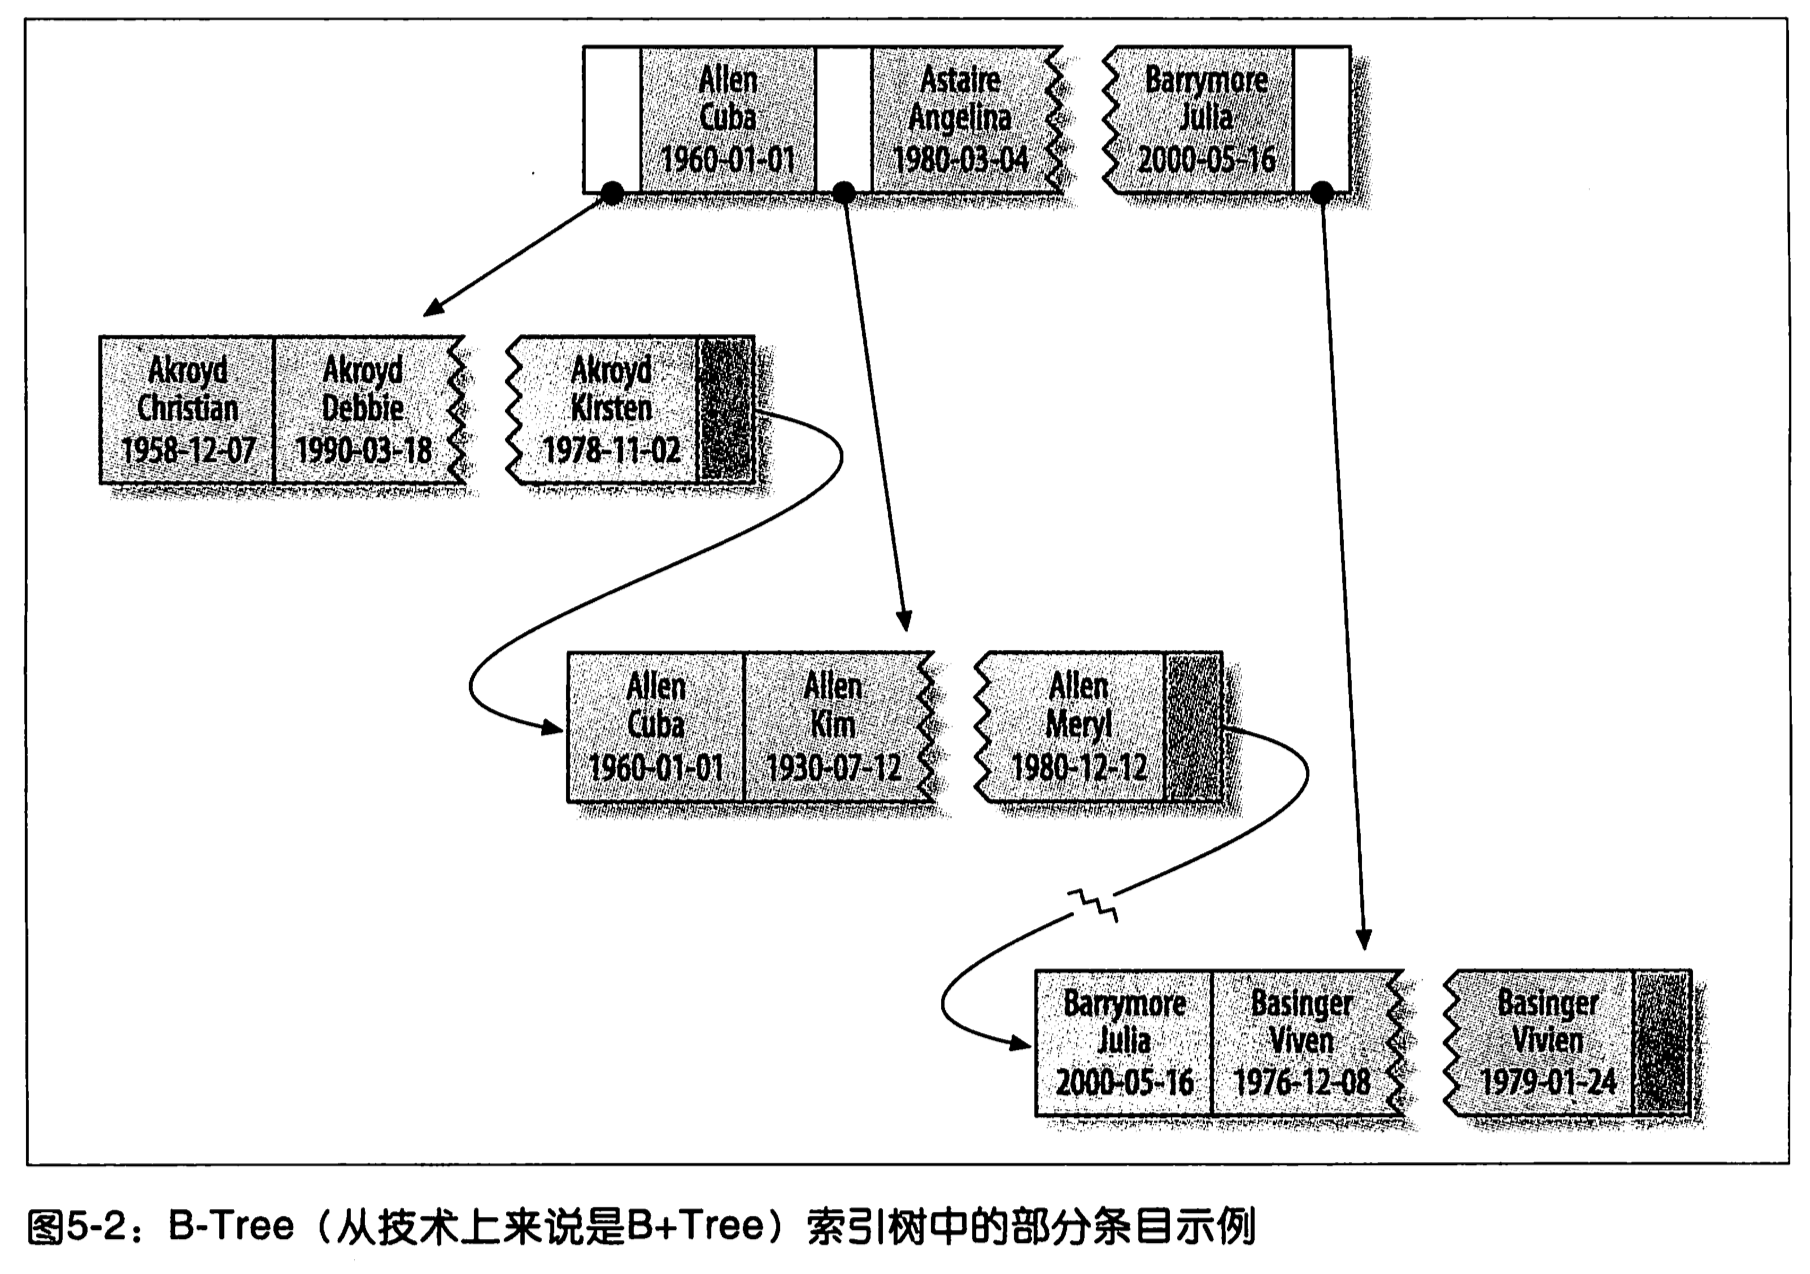 Allen
Cuba
1960-01-01
Astaire
Angelina
1980-03-04
Barrymore
Julia
2000-05-16
Akroyd
Christian
1958-12-07
Akroyd
Debbie
1990-03-18
Akroyd
Kirsten
1978-11-02
Allen
Cuba
1960-01-01
Allen
Kim
1930-07-12
Allen
Meryl
1980-12-12
Barrymore
Julia
2000-05-16
Basinger
Viven
1976-12-08
Basinger
Vivien
1979-01-24
图5-2：B-Tree（从技术上来说是B+Tree）索引树中的部分条目示例